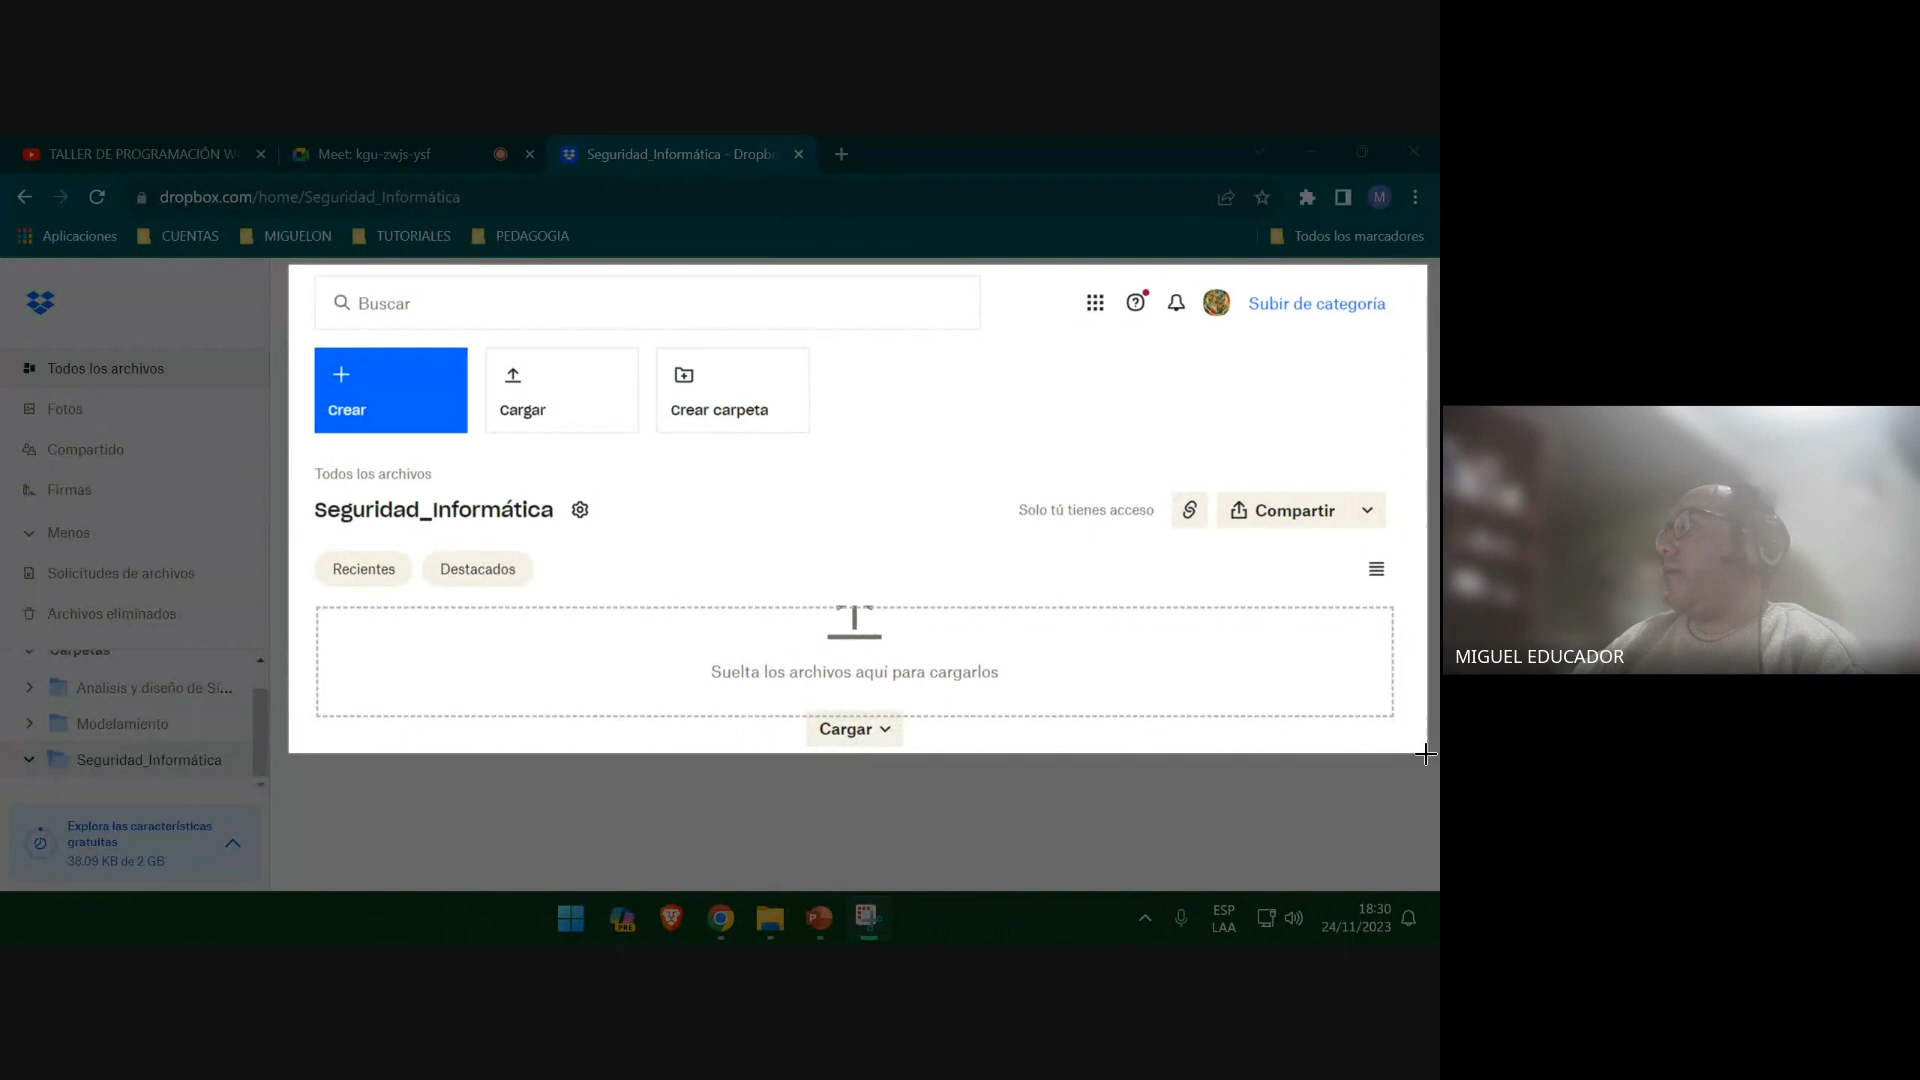 TALLER DE PROGRAMACIÓN W
Meet: kgu-zwjs-ysf
Seguridad_Informática - Dropbo
dropbox.com/home/Seguridad_Informática
M
Aplicaciones
CUENTAS
MIGUELON
TUTORIALES
PEDAGOGIA
Todos los marcadores
Buscar
Subir de categoría
Todos los archivos
Fotos
Compartido
Firmas
Menos
Solicitudes de archivos
Archivos eliminados
Carpetas
Analisis y diseño de Si...
Modelamiento
Seguridad_Informática
Explora las características
gratuitas
38.09 KB de 2 GB
Crear
Cargar
Crear carpeta
Todos los archivos
Seguridad_Informática
Solo tú tienes acceso
Compartir
Recientes
Destacados
Suelta los archivos aquí para cargarlos
Cargar
MIGUEL EDUCADOR
PRE
ESP
LAA
18:30
24/11/2023